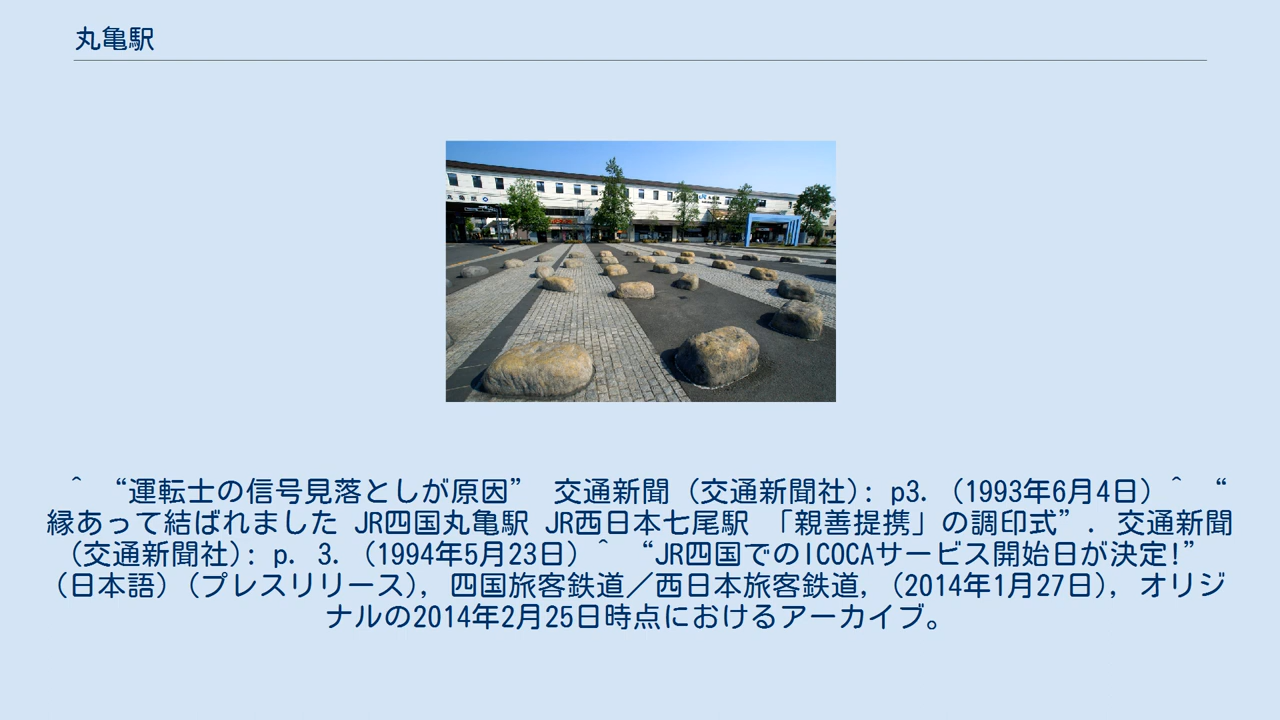 丸亀駅
丸亀駅
^ “運転士の信号見落としが原因” 交通新聞 (交通新聞社): p3. (1993年6月4日) ^ “
縁あって結ばれました JR四国丸亀駅 JR西日本七尾駅 「親善提携」の調印式”. 交通新聞
(交通新聞社): p. 3. (1994年5月23日) ^ “JR四国でのICOCAサービス開始日が決定!”
(日本語) (プレスリリース), 四国旅客鉄道／西日本旅客鉄道, (2014年1月27日), オリジ
ナルの2014年2月25日時点におけるアーカイブ。